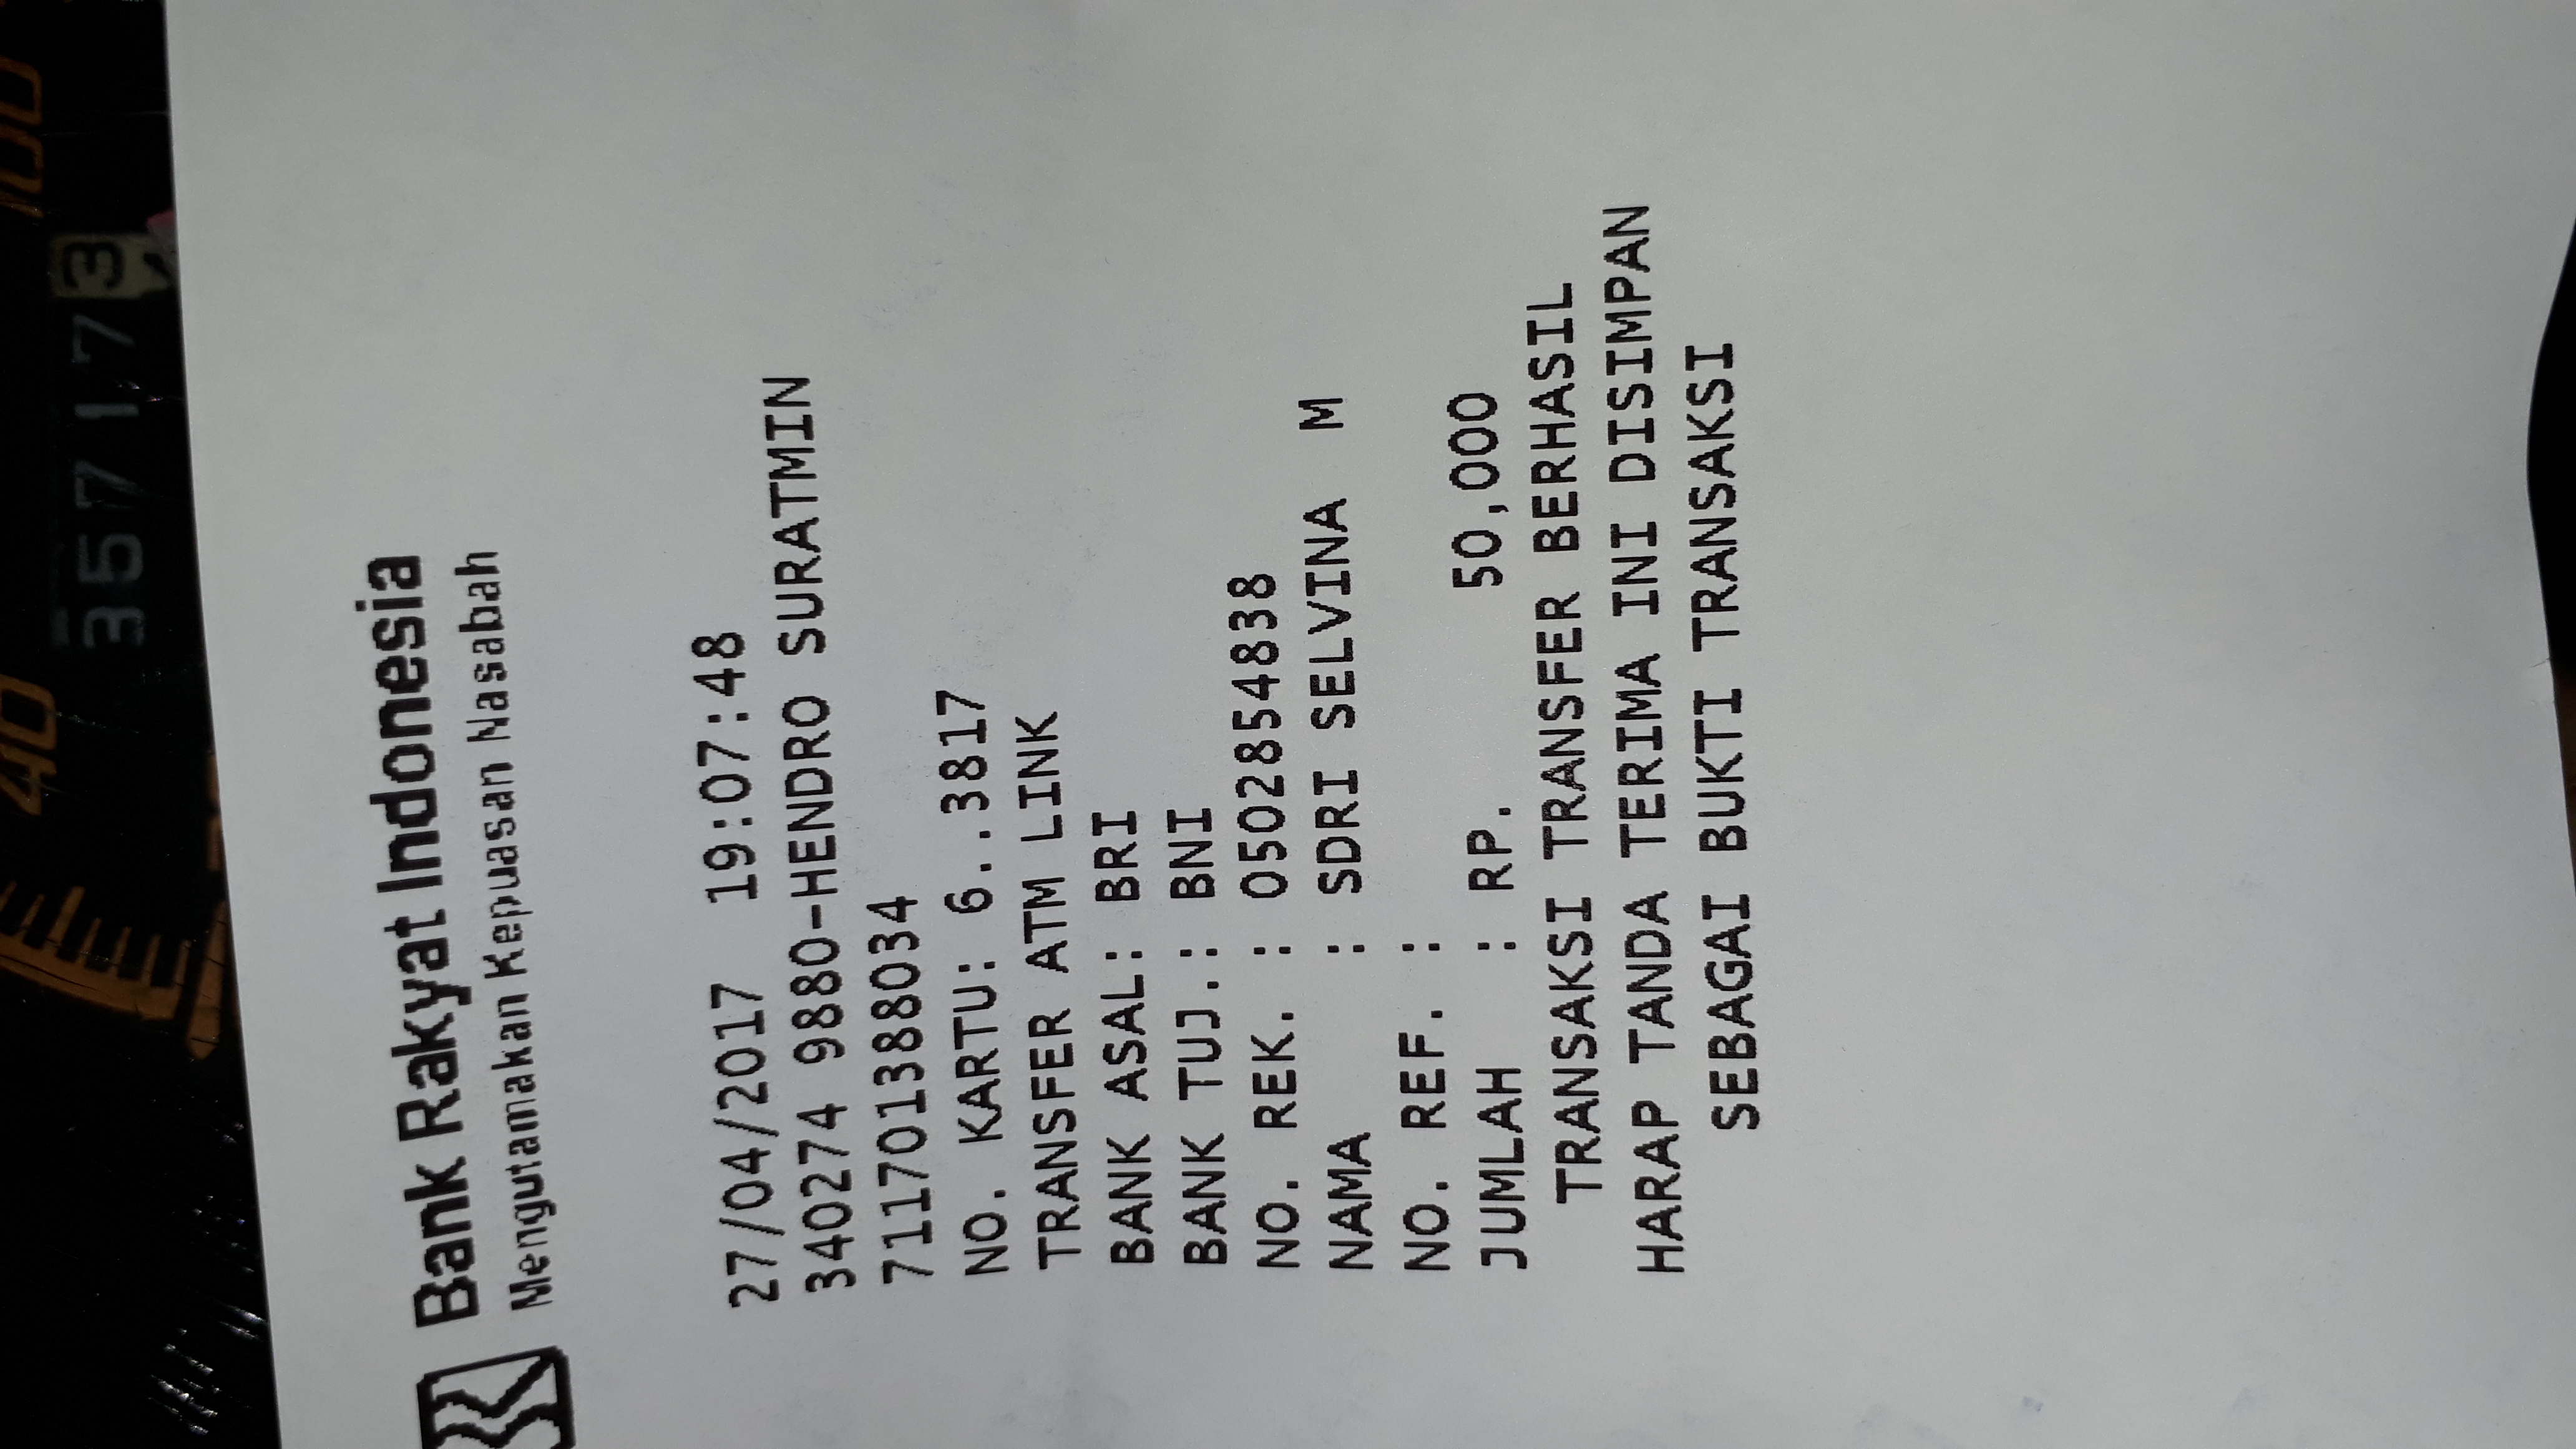 40
100
357173
Bank Rakyat Indonesia
Mengutamakan Kepuasan Nasabah
27/04/2017 19:07:48
340274 9880-HENDRO SURATMIN
711701388034
NO. KARTU: 6..3817
TRANSFER ATM LINK
BANK ASAL: BRI
BANK TUJ.: BNI
NO. REK. : 0502854838
NAMA : SDRI SELVINA M
NO. REF. :
JUMLAH : RP. 50,000
TRANSAKSI TRANSFER BERHASIL
HARAP TANDA TERIMA INI DISIMPAN
SEBAGAI BUKTI TRANSAKSI